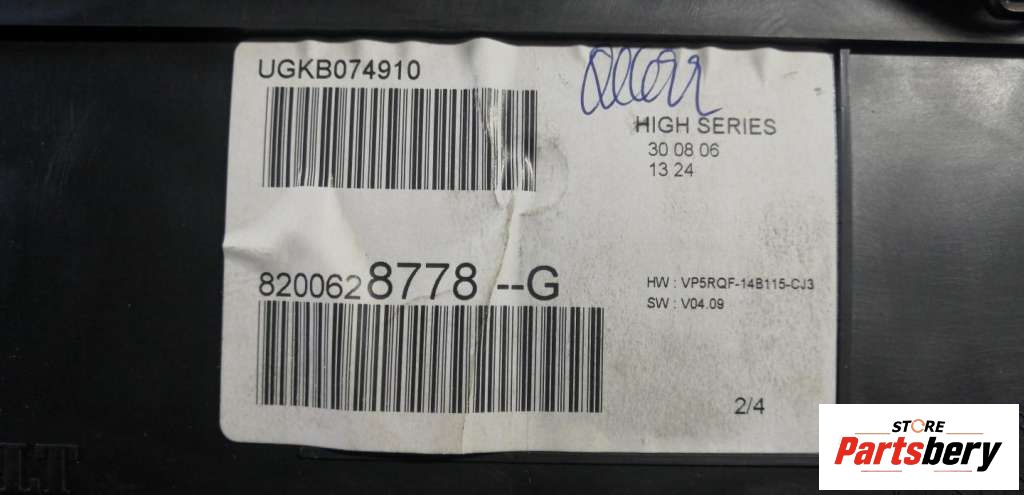 UGKB074910
HIGH SERIES
30 08 06
13 24
8200628778--G
HW : VP5RQF-14B115-CJ3
SW : V04.09
2/4
STORE
Partsbery